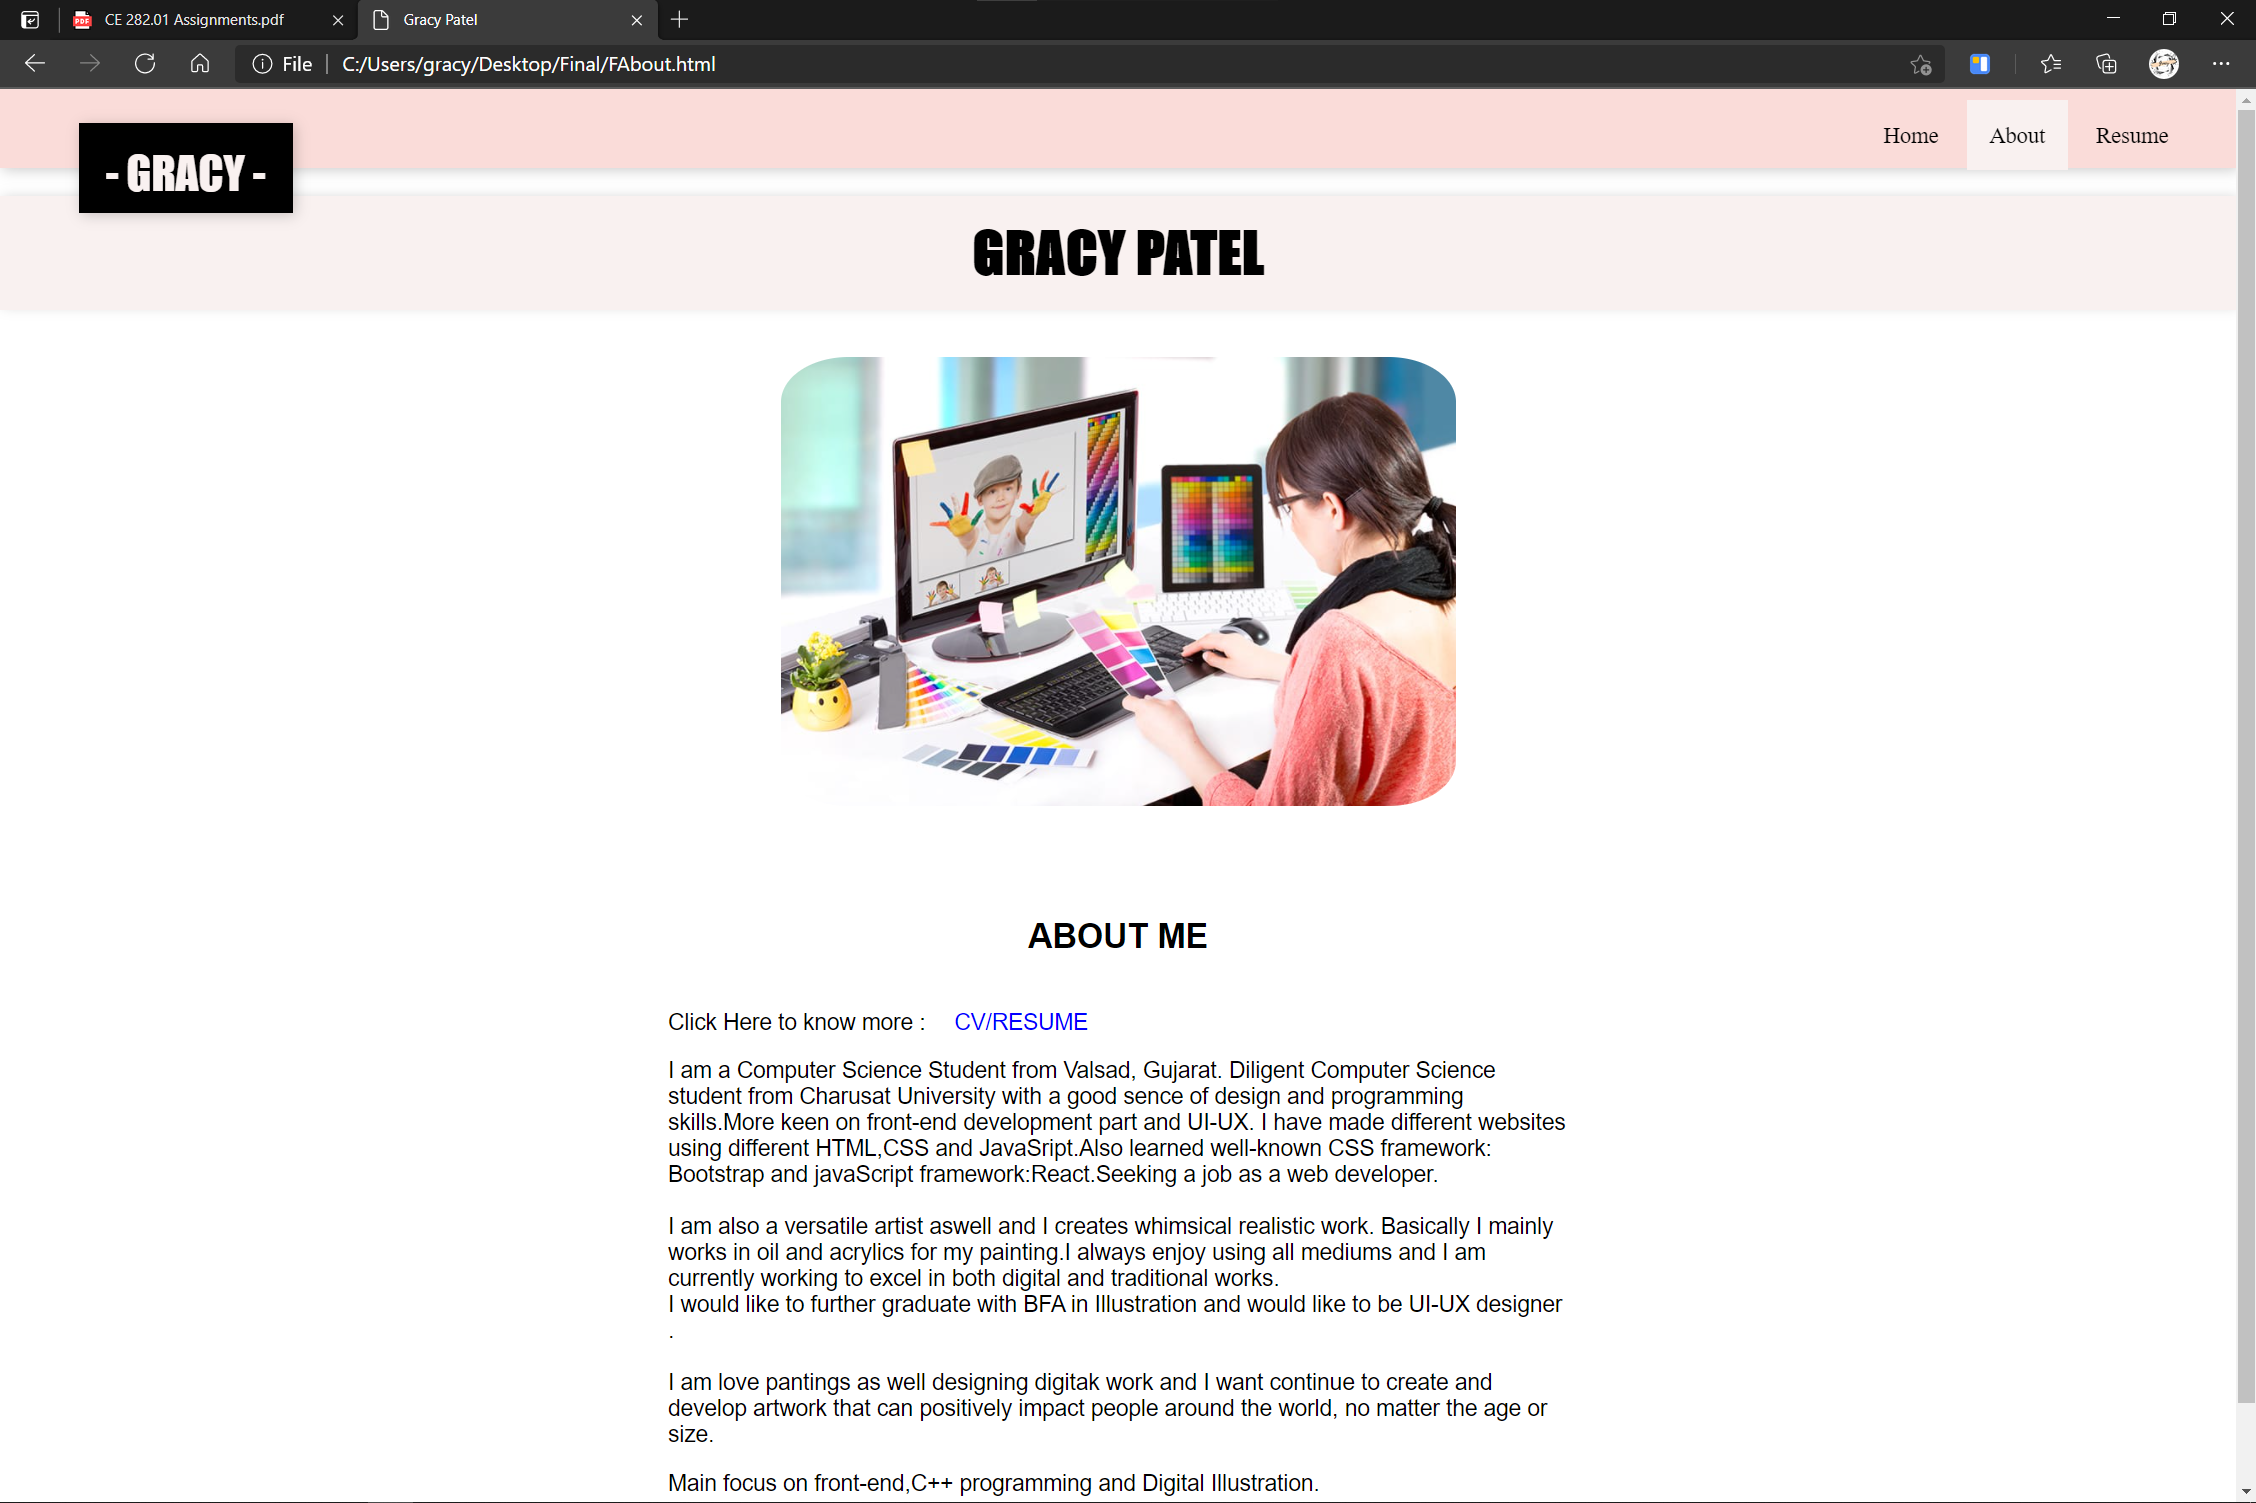 CE 282.01 Assignments.pdf
Gracy Patel
File
C:/Users/gracy/Desktop/Final/FAbout.html
- GRACY -
Home
About
Resume
GRACY PATEL
ABOUT ME
Click Here to know more : CV/RESUME
I am a Computer Science Student from Valsad, Gujarat. Diligent Computer Science
student from Charusat University with a good sence of design and programming
skills.More keen on front-end development part and UI-UX. I have made different websites
using different HTML,CSS and JavaSript.Also learned well-known CSS framework:
Bootstrap and javaScript framework:React.Seeking a job as a web developer.
I am also a versatile artist aswell and I creates whimsical realistic work. Basically I mainly
works in oil and acrylics for my painting.I always enjoy using all mediums and I am
currently working to excel in both digital and traditional works.
I would like to further graduate with BFA in Illustration and would like to be UI-UX designer
.
I am love pantings as well designing digitak work and I want continue to create and
develop artwork that can positively impact people around the world, no matter the age or
size.
Main focus on front-end,C++ programming and Digital Illustration.